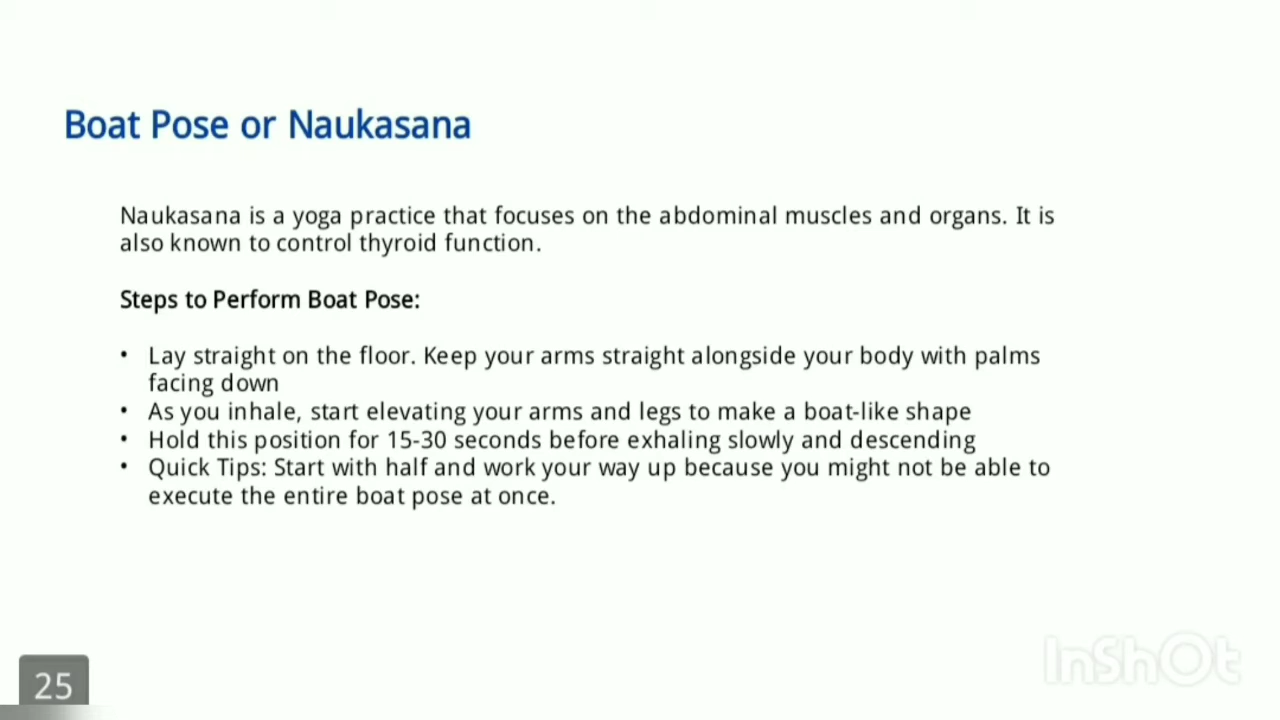 Boat Pose or Naukasana
Naukasana is a yoga practice that focuses on the abdominal muscles and organs. It is
also known to control thyroid function.
Steps to Perform Boat Pose:
• Lay straight on the floor. Keep your arms straight alongside your body with palms
facing down
• As you inhale, start elevating your arms and legs to make a boat-like shape
• Hold this position for 15-30 seconds before exhaling slowly and descending
• Quick Tips: Start with half and work your way up because you might not be able to
execute the entire boat pose at once.
25
InShOt